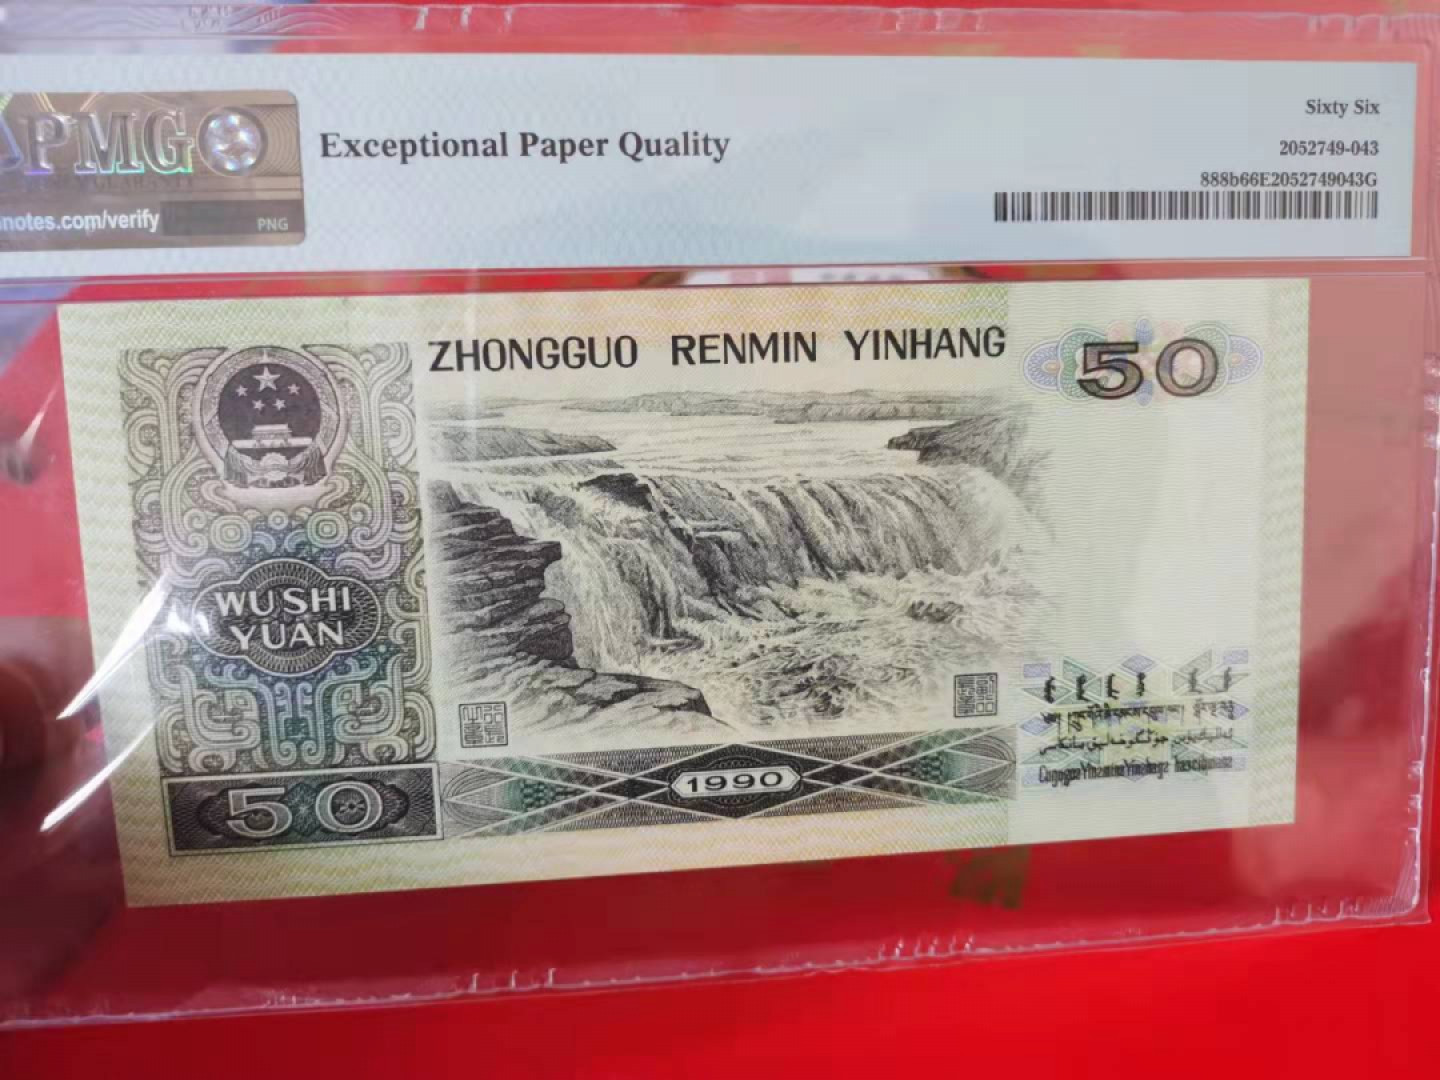 PMG
notes.com/verify
PNG
Exceptional Paper Quality
Sixty Six
2052749-043
888b66E2052749043G
ZHONGGUO RENMIN YINHANG
50
WU SHI
YUAN
1990
50